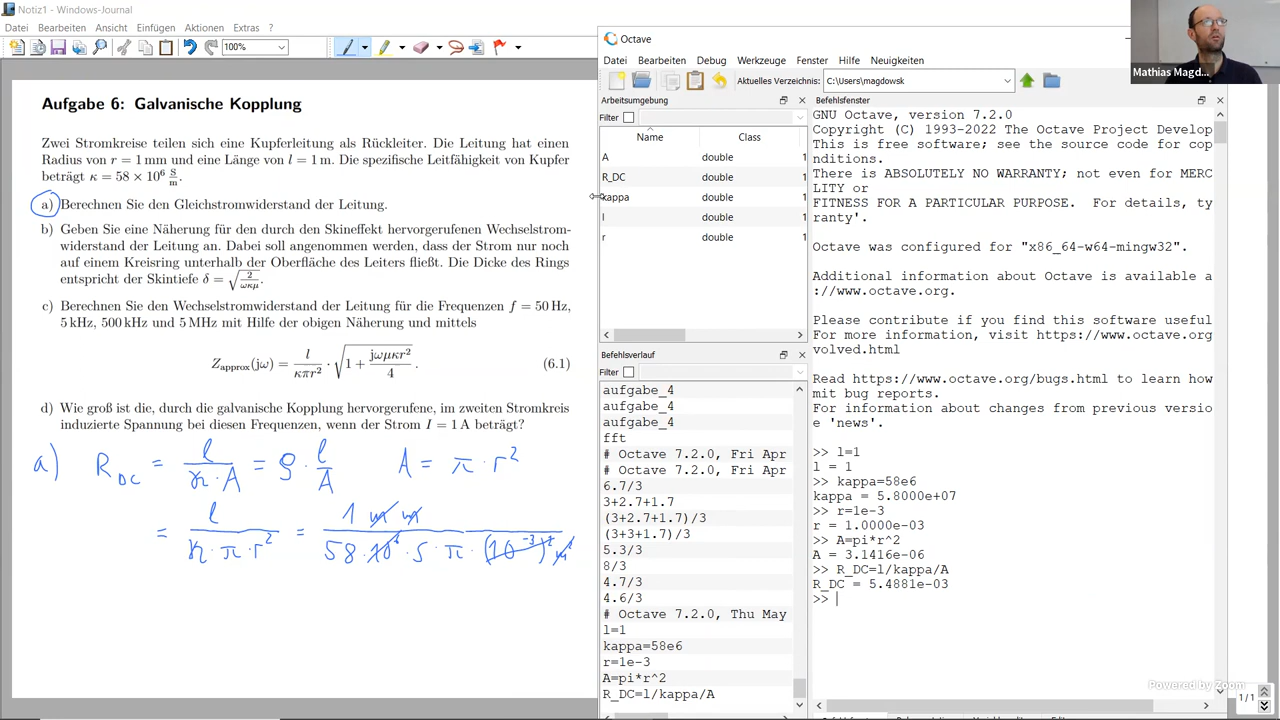 Notiz1 - Windows-Journal
Datei Bearbeiten Ansicht Einfügen Aktionen Extras ?
100%
Aufgabe 6: Galvanische Kopplung
Zwei Stromkreise teilen sich eine Kupferleitung als Rückleiter. Die Leitung hat einen
Radius von r = 1 mm und eine Länge von l = 1 m. Die spezifische Leitfähigkeit von Kupfer
beträgt κ = 58 × 10⁶ S/m.
a) Berechnen Sie den Gleichstromwiderstand der Leitung.
b) Geben Sie eine Näherung für den durch den Skineffekt hervorgerufenen Wechselstrom-
widerstand der Leitung an. Dabei soll angenommen werden, dass der Strom nur noch
auf einem Kreisring unterhalb der Oberfläche des Leiters fließt. Die Dicke des Rings
entspricht der Skintiefe δ = √(2/(ωκμ)).
c) Berechnen Sie den Wechselstromwiderstand der Leitung für die Frequenzen f = 50 Hz,
5 kHz, 500 kHz und 5 MHz mit Hilfe der obigen Näherung und mittels
Z_approx(jω) = l/(κπr²) · √(1 + jωμκr²/4) . (6.1)
d) Wie groß ist die, durch die galvanische Kopplung hervorgerufene, im zweiten Stromkreis
induzierte Spannung bei diesen Frequenzen, wenn der Strom I = 1 A beträgt?
a) R_DC = l/(κ·A) = ρ · l/A A = π · r²
= l/(κ·π·r²) = 1 m m/(58·10⁶·S·π·(10⁻³)² m²)
Octave
Datei Bearbeiten Debug Werkzeuge Fenster Hilfe Neuigkeiten
Aktuelles Verzeichnis: C:\Users\magdowsk
Arbeitsumgebung
Filter
Name Class
A double 1
R_DC double 1
kappa double 1
l double 1
r double 1
Befehlsverlauf
Filter
aufgabe_4
aufgabe_4
aufgabe_4
fft
# Octave 7.2.0, Fri Apr
# Octave 7.2.0, Fri Apr
6.7/3
3+2.7+1.7
(3+2.7+1.7)/3
(3+3+1.7)/3
5.3/3
8/3
4.7/3
4.6/3
# Octave 7.2.0, Thu May
l=1
kappa=58e6
r=1e-3
A=pi*r^2
R_DC=l/kappa/A
Befehlsfenster
GNU Octave, version 7.2.0
Copyright (C) 1993-2022 The Octave Project Develop
This is free software; see the source code for cop
nditions.
There is ABSOLUTELY NO WARRANTY; not even for MERC
LITY or
FITNESS FOR A PARTICULAR PURPOSE. For details, ty
ranty'.
Octave was configured for "x86_64-w64-mingw32".
Additional information about Octave is available a
://www.octave.org.
Please contribute if you find this software useful
For more information, visit https://www.octave.org
volved.html
Read https://www.octave.org/bugs.html to learn how
mit bug reports.
For information about changes from previous versio
e 'news'.
>> l=1
l = 1
>> kappa=58e6
kappa = 5.8000e+07
>> r=1e-3
r = 1.0000e-03
>> A=pi*r^2
A = 3.1416e-06
>> R_DC=l/kappa/A
R_DC = 5.4881e-03
>>
Mathias Magd...
Powered by Zoom
1/1